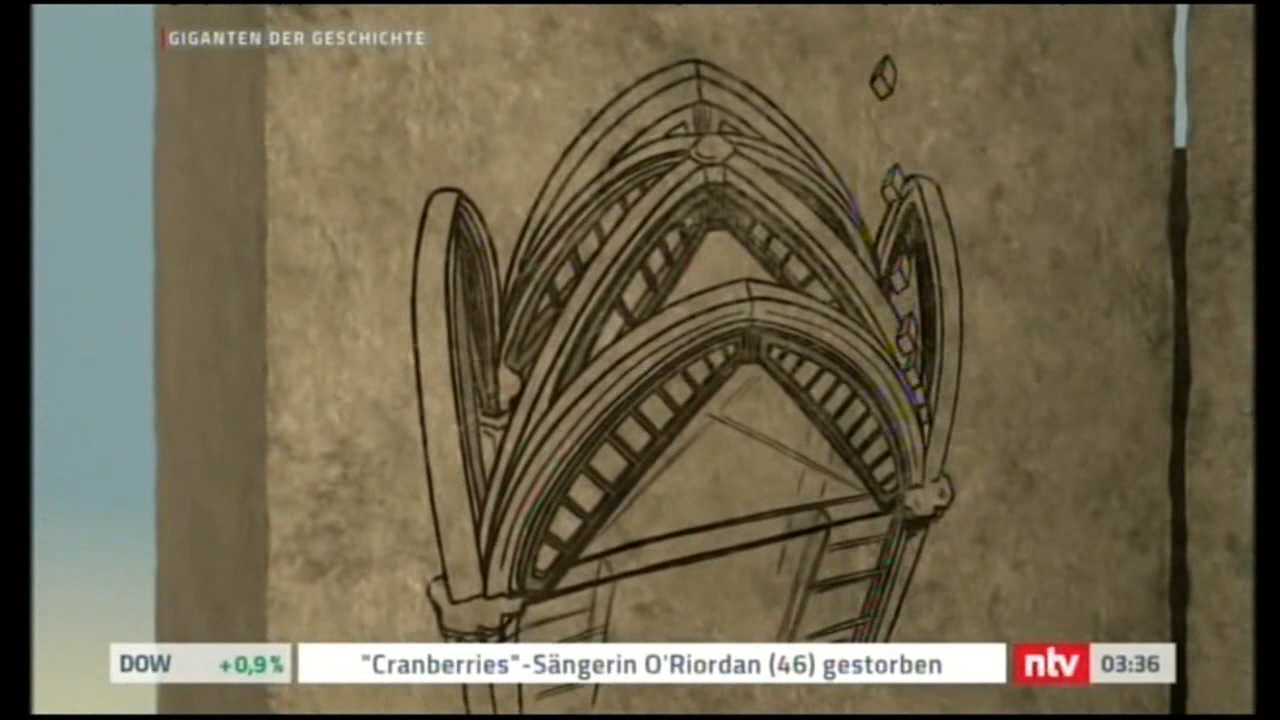 GIGANTEN DER GESCHICHTE
DOW +0,9% "Cranberries"-Sängerin O'Riordan (46) gestorben ntv 03:36